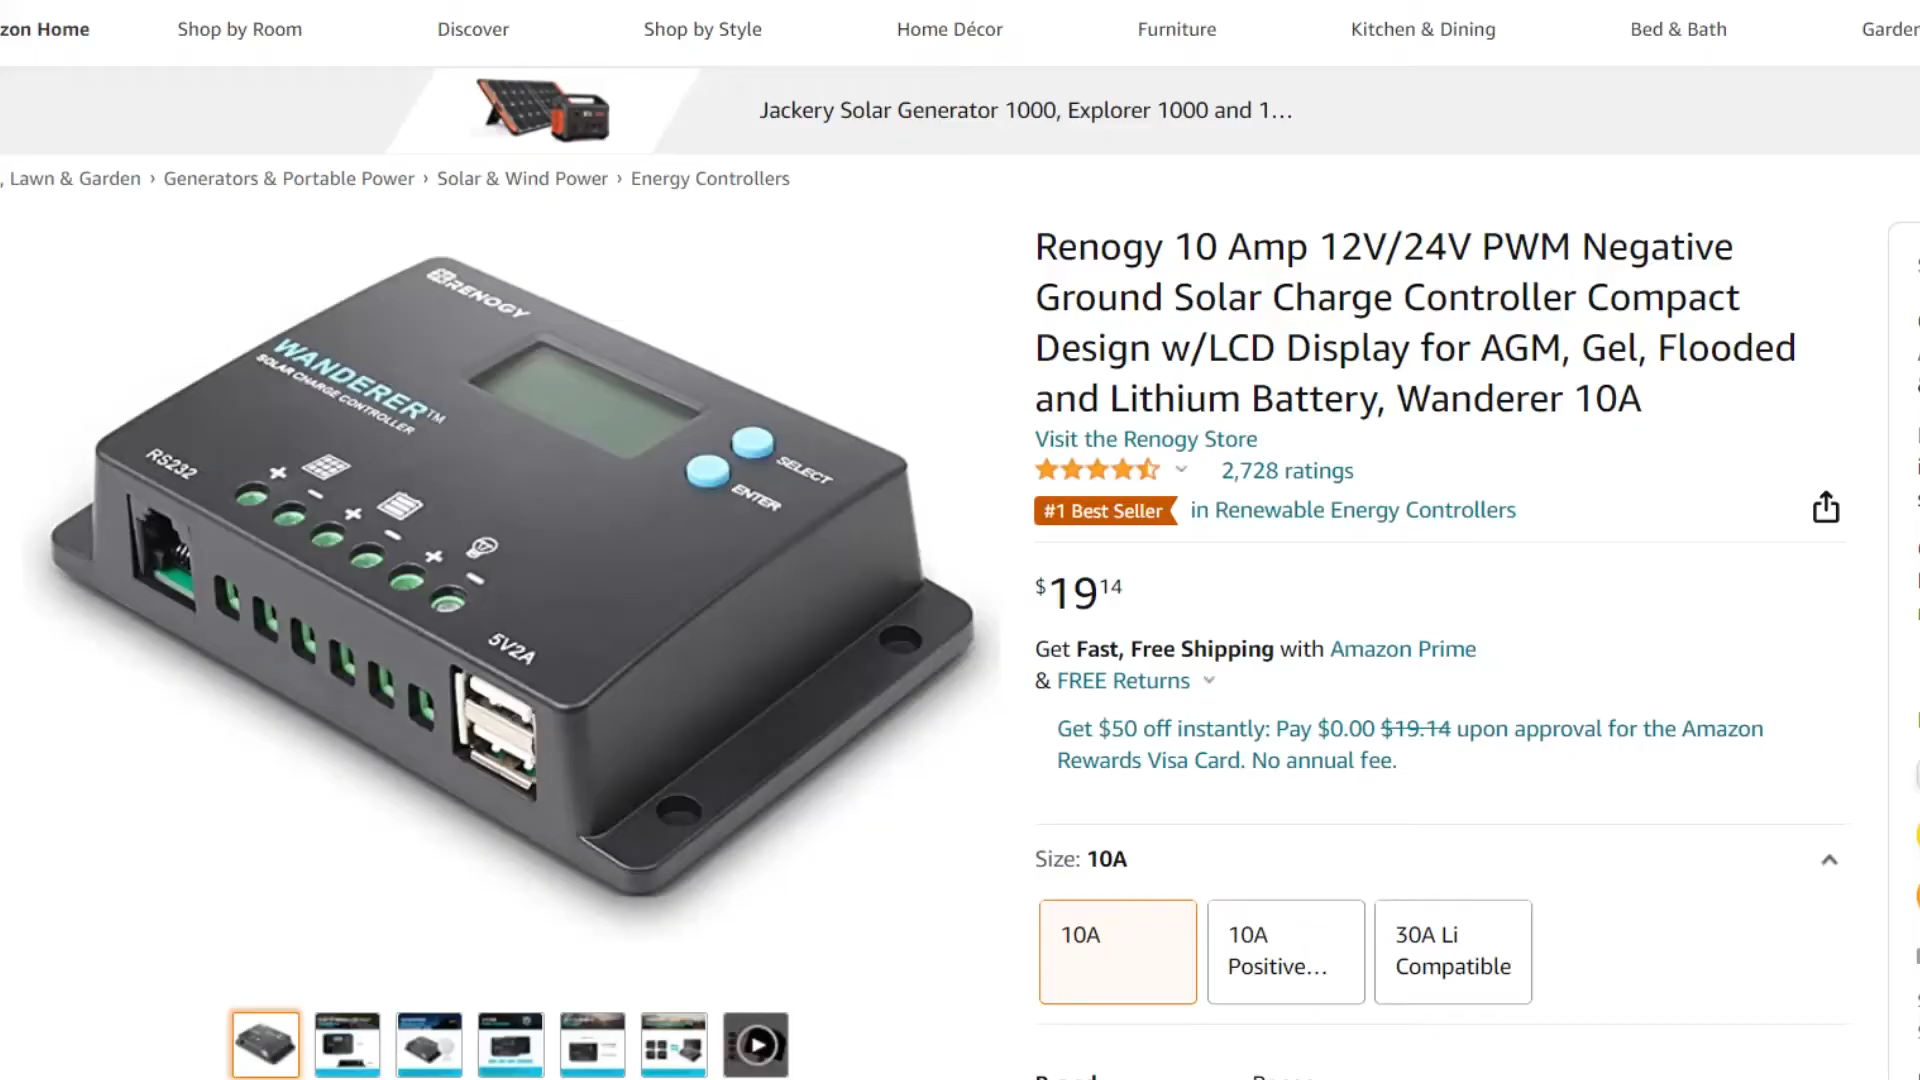 zon Home
Shop by Room
Discover
Shop by Style
Home Décor
Furniture
Kitchen & Dining
Bed & Bath
Garden
Jackery Solar Generator 1000, Explorer 1000 and 1...
, Lawn & Garden › Generators & Portable Power › Solar & Wind Power › Energy Controllers
RENOGY
WANDERER™
SOLAR CHARGE CONTROLLER
SELECT
ENTER
RS232
5V2A
Renogy 10 Amp 12V/24V PWM Negative
Ground Solar Charge Controller Compact
Design w/LCD Display for AGM, Gel, Flooded
and Lithium Battery, Wanderer 10A
Visit the Renogy Store
2,728 ratings
#1 Best Seller in Renewable Energy Controllers
$19 14
Get Fast, Free Shipping with Amazon Prime
& FREE Returns
Get $50 off instantly: Pay $0.00 $19.14 upon approval for the Amazon
Rewards Visa Card. No annual fee.
Size: 10A
10A
10A
Positive...
30A Li
Compatible